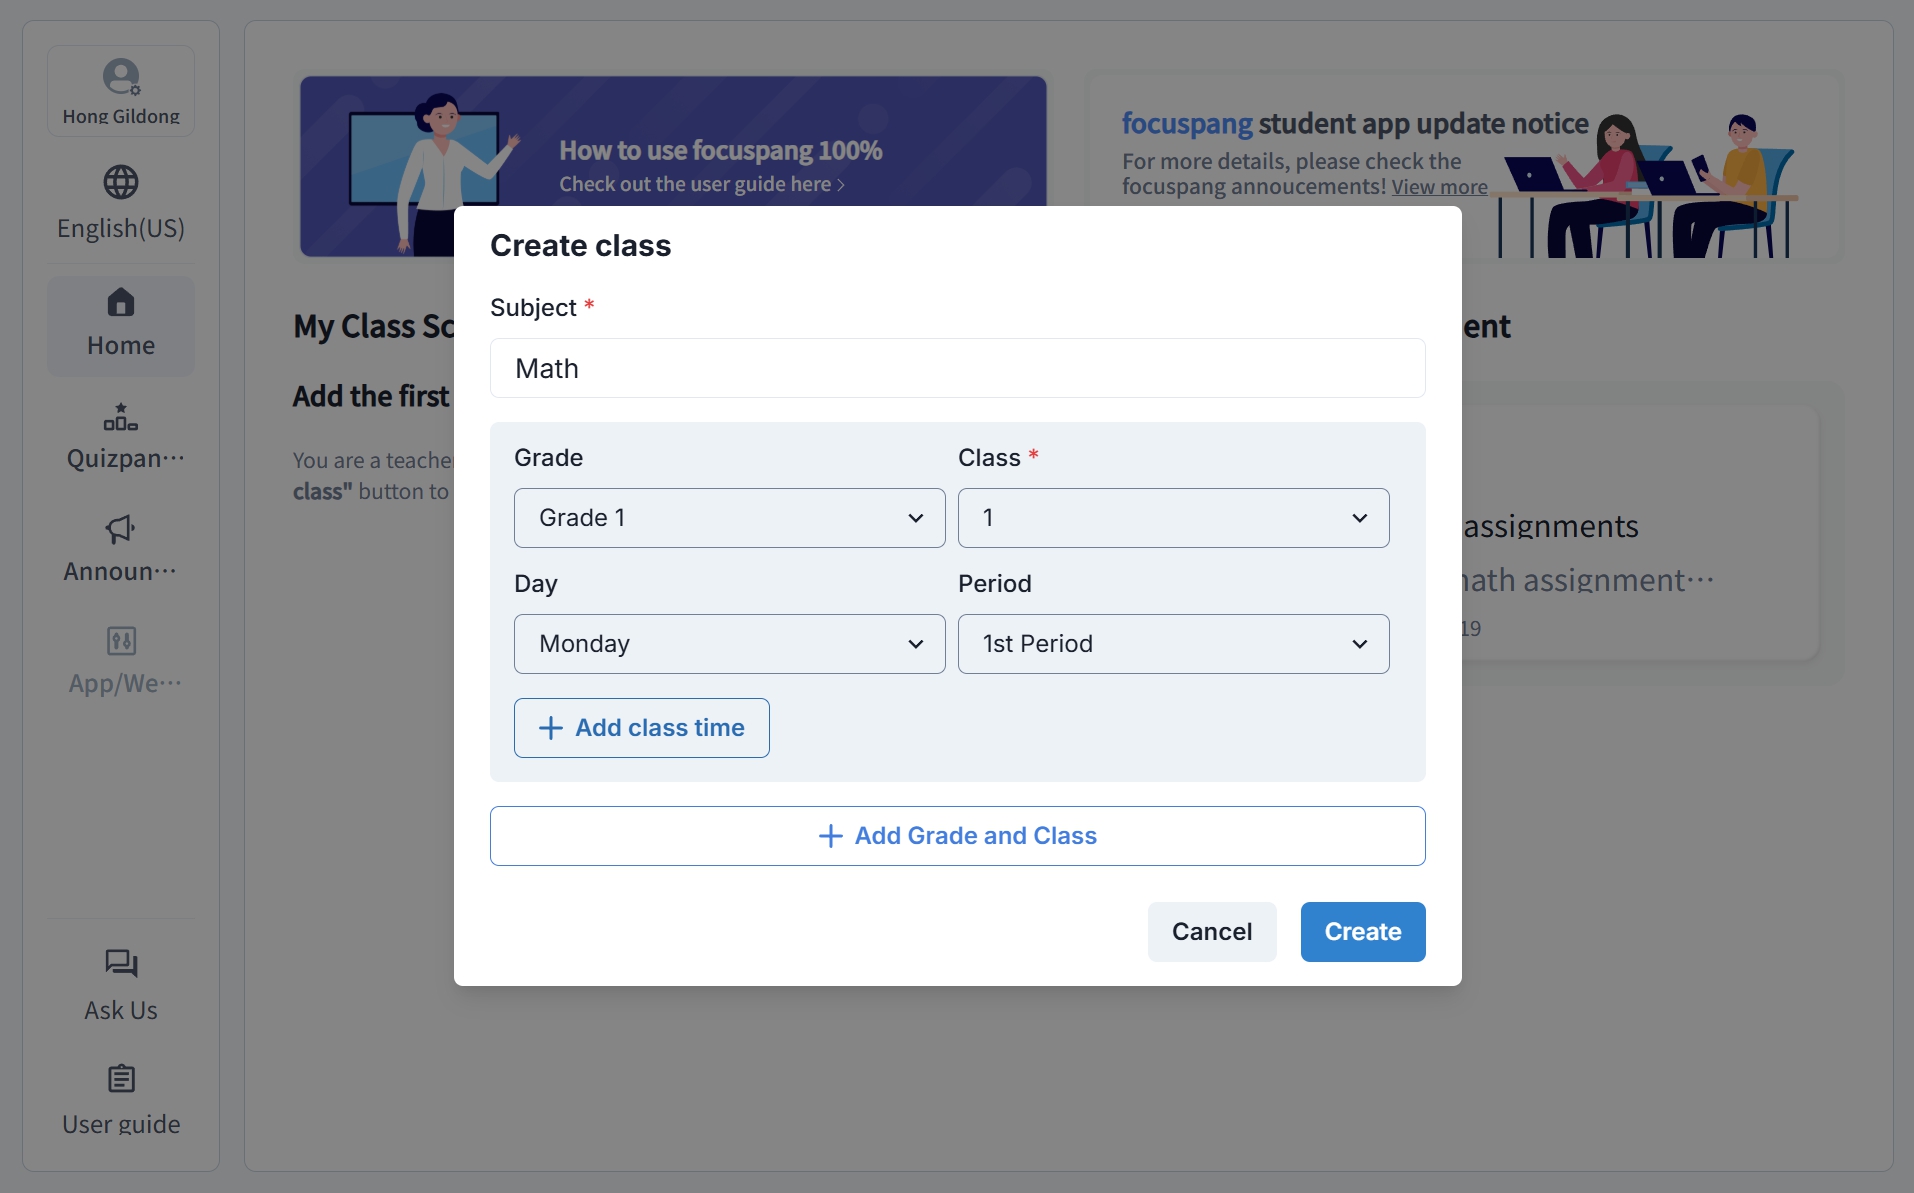 Hong Gildong
English(US)
Home
Quizpan···
Announ···
App/We···
Ask Us
User guide
How to use focuspang 100%
Check out the user guide here >
focuspang student app update notice
For more details, please check the
focuspang annoucements! View more
My Class Sc
Add the first
You are a teache
class" button to
ent
assignments
math assignment···
19
Create class
Subject *
Math
Grade
Class *
Grade 1
1
Day
Period
Monday
1st Period
+ Add class time
+ Add Grade and Class
Cancel
Create